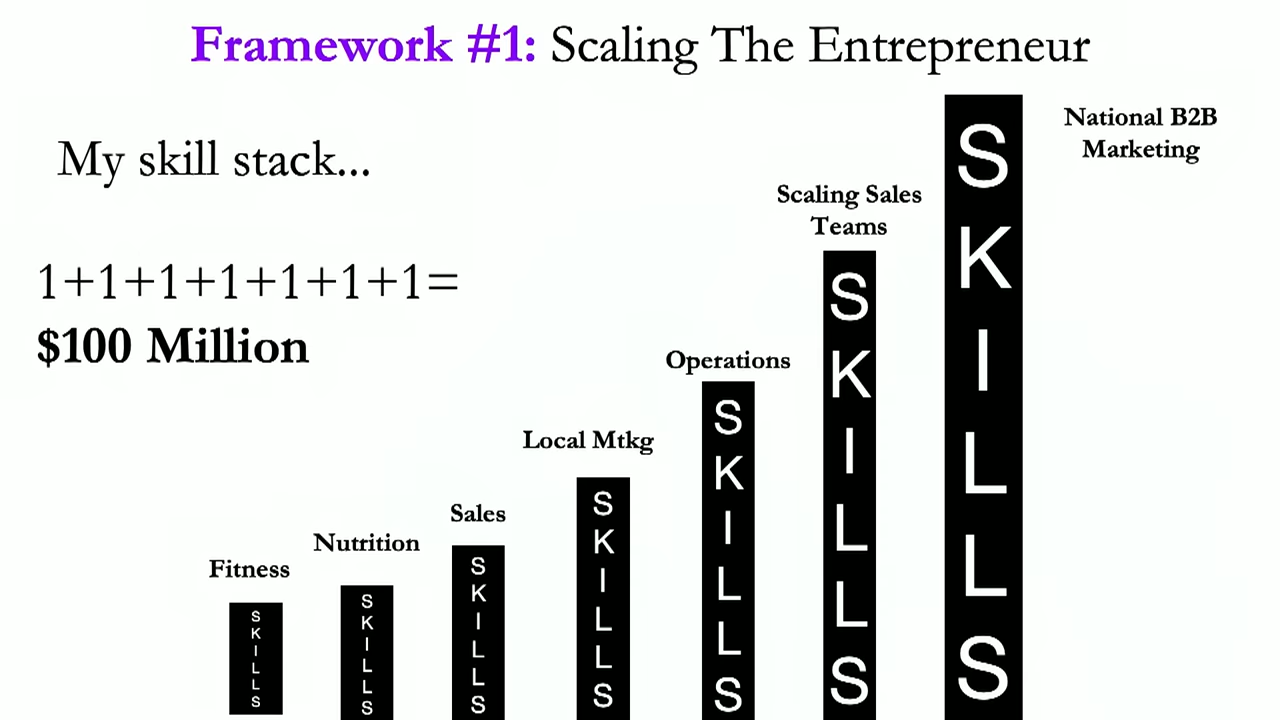 Framework #1: Scaling The Entrepreneur
My skill stack...
1+1+1+1+1+1+1=
$100 Million
Fitness
SKILLS
Nutrition
SKILLS
Sales
SKILLS
Local Mtkg
SKILLS
Operations
SKILLS
Scaling Sales
Teams
SKILLS
National B2B
Marketing
SKILLS